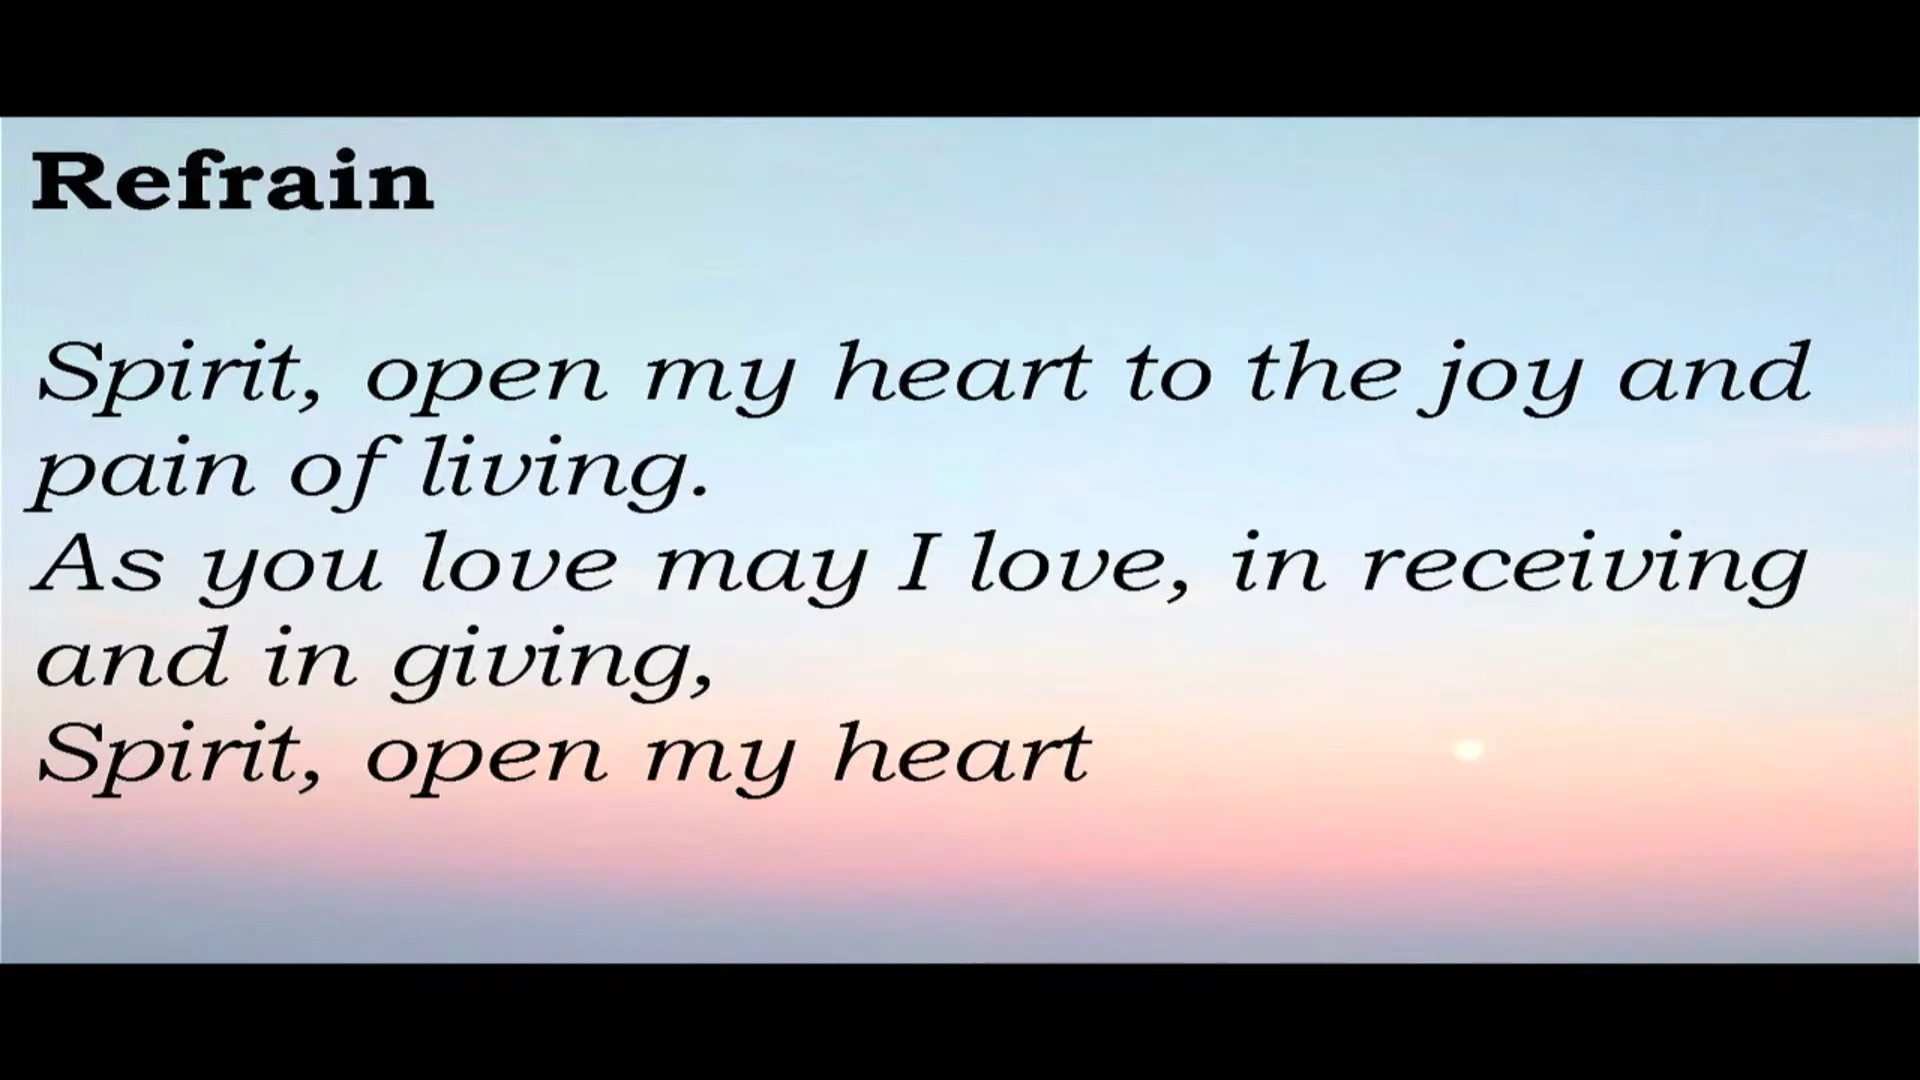 Refrain
Spirit, open my heart to the joy and
pain of living.
As you love may I love, in receiving
and in giving,
Spirit, open my heart